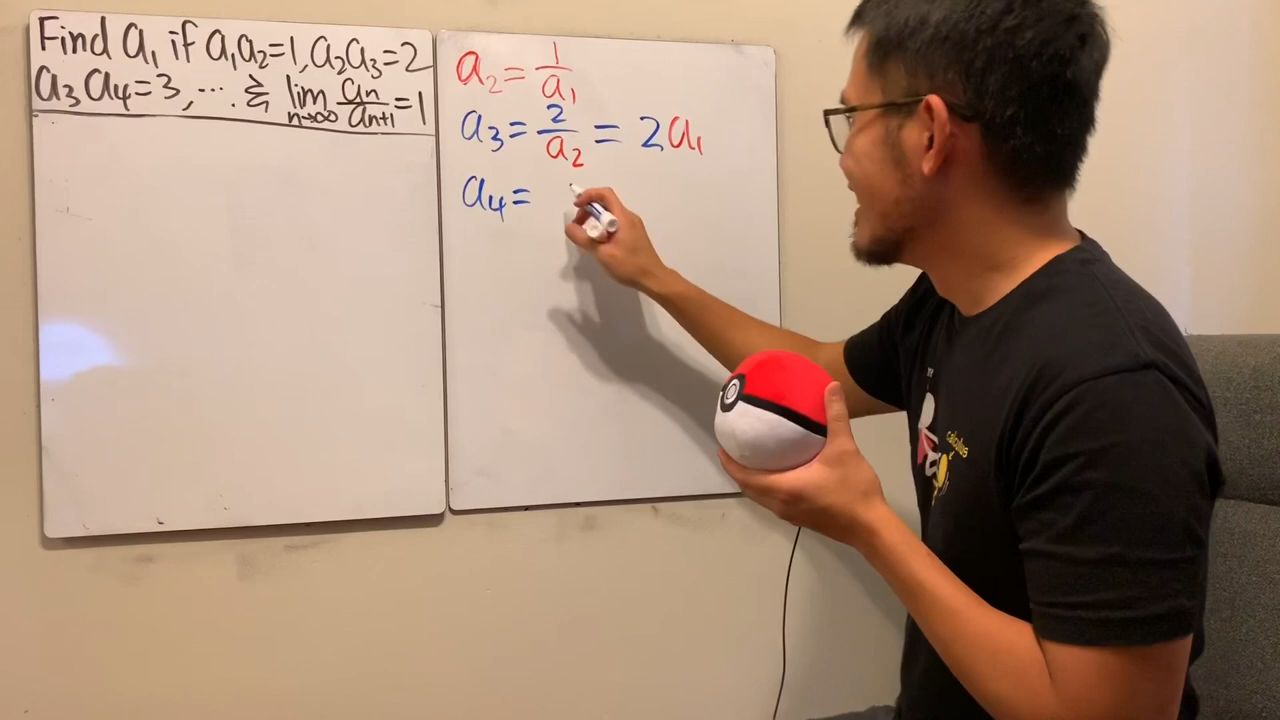 Find a₁ if a₁a₂=1, a₂a₃=2
a₃a₄=3, ... & lim n→∞ aₙ/aₙ₊₁ = 1
a₂ = 1/a₁
a₃ = 2/a₂ = 2a₁
a₄ =
calculus